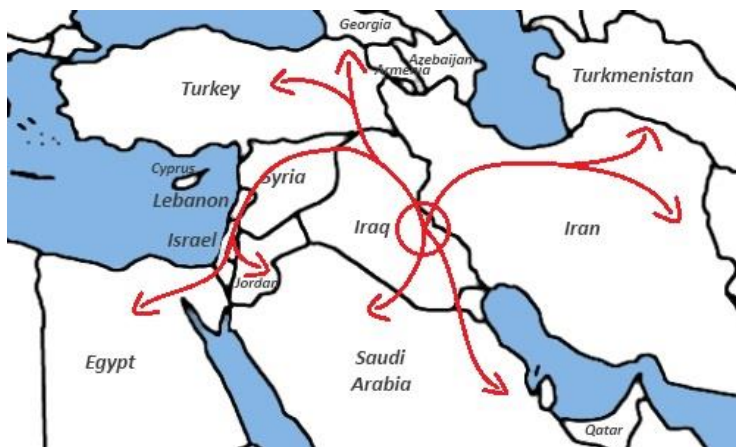 Georgia
Armenia
Azebaijan
Turkey
Turkmenistan
Cyprus
Syria
Lebanon
Israel
Iraq
Iran
Jordan
Egypt
Saudi
Arabia
Qatar